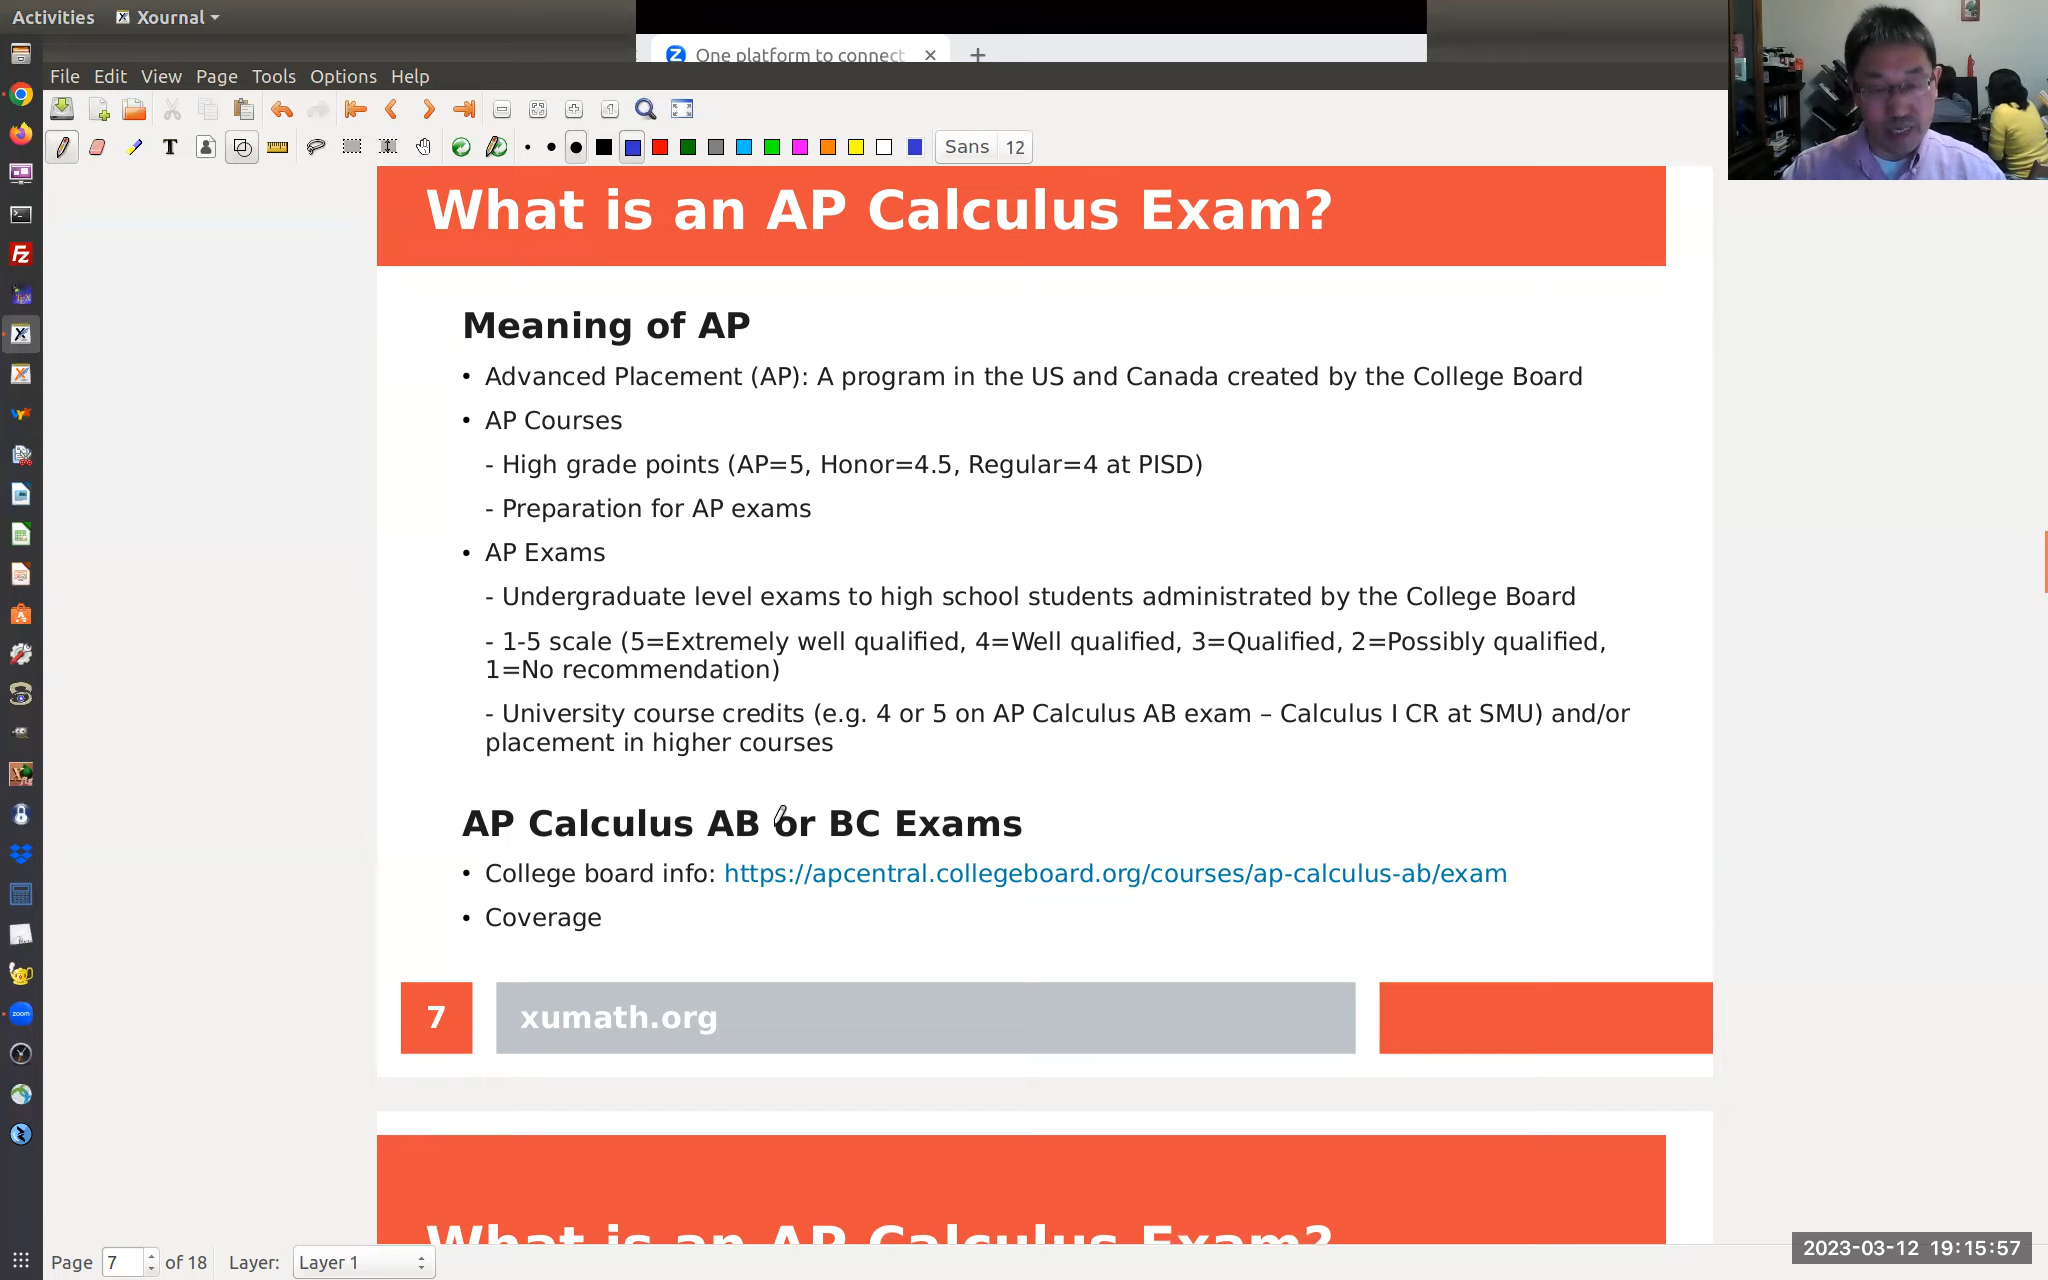 Activities Xournal
One platform to connect
File Edit View Page Tools Options Help
Sans 12
What is an AP Calculus Exam?
Meaning of AP
• Advanced Placement (AP): A program in the US and Canada created by the College Board
• AP Courses
- High grade points (AP=5, Honor=4.5, Regular=4 at PISD)
- Preparation for AP exams
• AP Exams
- Undergraduate level exams to high school students administrated by the College Board
- 1-5 scale (5=Extremely well qualified, 4=Well qualified, 3=Qualified, 2=Possibly qualified,
1=No recommendation)
- University course credits (e.g. 4 or 5 on AP Calculus AB exam – Calculus I CR at SMU) and/or
placement in higher courses
AP Calculus AB or BC Exams
• College board info: https://apcentral.collegeboard.org/courses/ap-calculus-ab/exam
• Coverage
7 xumath.org
What is an AP Calculus Exam?
Page 7 of 18 Layer: Layer 1
2023-03-12 19:15:57